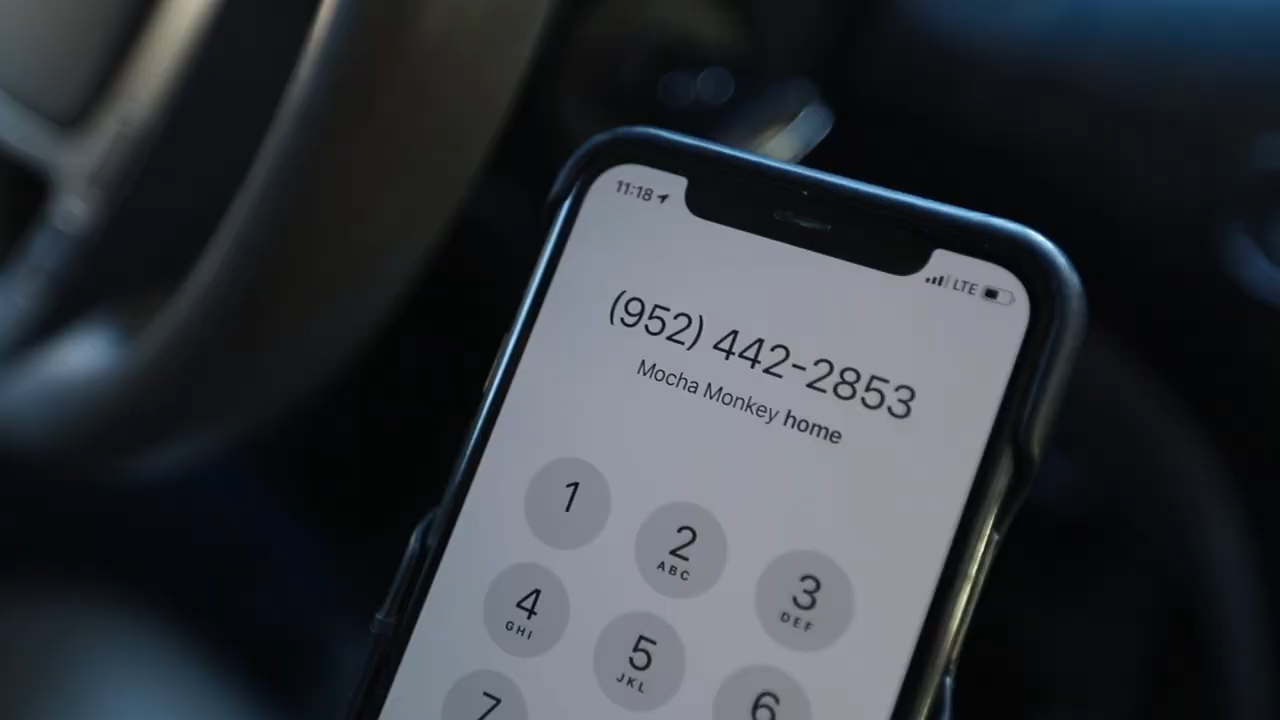 11:18
LTE
(952) 442-2853
Mocha Monkey home
1
2
ABC
3
DEF
4
GHI
5
JKL
6
7